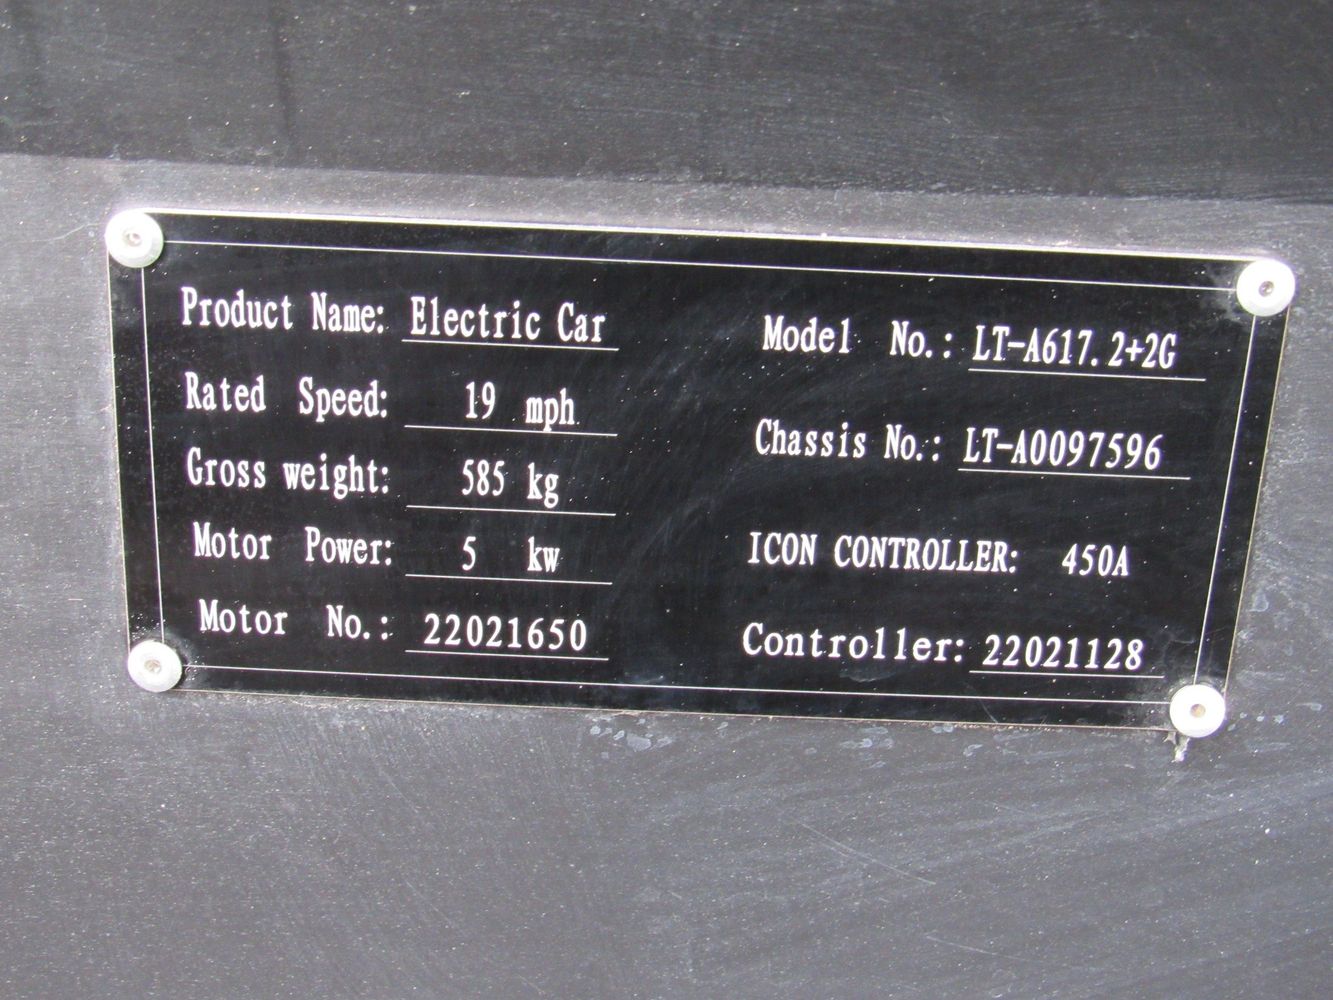 Product Name: Electric Car
Rated Speed: 19 mph
Gross weight: 585 kg
Motor Power: 5 kw
Motor No.: 22021650
Model No.: LT-A617.2+2G
Chassis No.: LT-A0097596
ICON CONTROLLER: 450A
Controller: 22021128